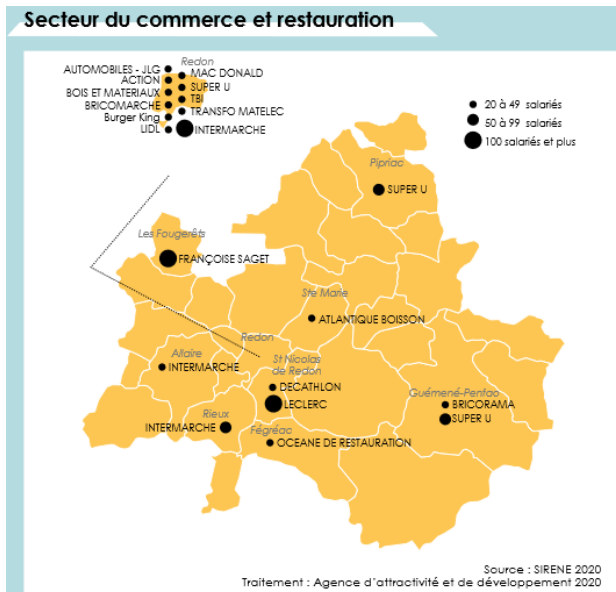 Secteur du commerce et restauration
Redon
AUTOMOBILES - JLG
MAC DONALD
ACTION
SUPER U
BOIS ET MATERIAUX
TBI
BRICOMARCHE
TRANSFO MATELEC
Burger King
LIDL
INTERMARCHE
20 à 49 salariés
50 à 99 salariés
100 salariés et plus
Pipriac
SUPER U
Les Fougerêts
FRANÇOISE SAGET
Ste Marie
ATLANTIQUE BOISSON
Redon
Allaire
INTERMARCHE
St Nicolas
de Redon
DECATHLON
LECLERC
Guémené-Pentao
BRICORAMA
SUPER U
Rieux
INTERMARCHE
Fégréac
OCEANE DE RESTAURATION
Source : SIRENE 2020
Traitement : Agence d'attractivité et de développement 2020